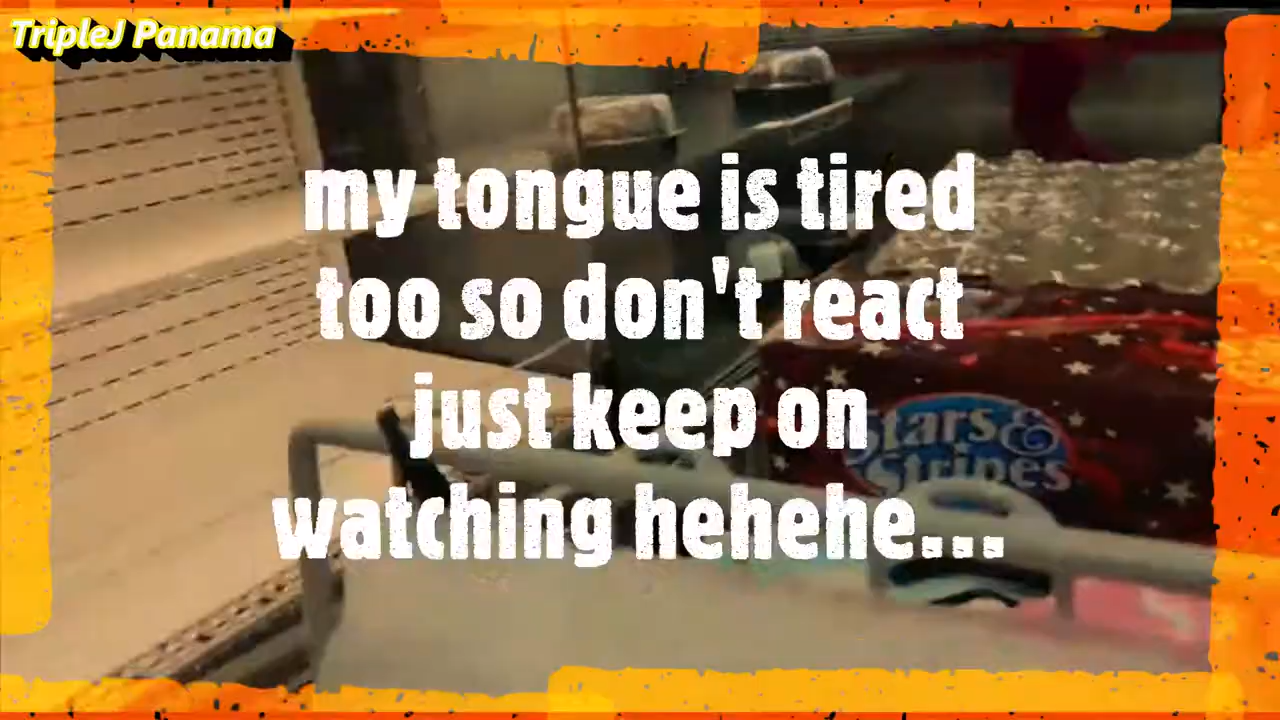 TripleJ Panama
my tongue is tired
too so don't react
just keep on
watching hehehe...
Stars &
Stripes